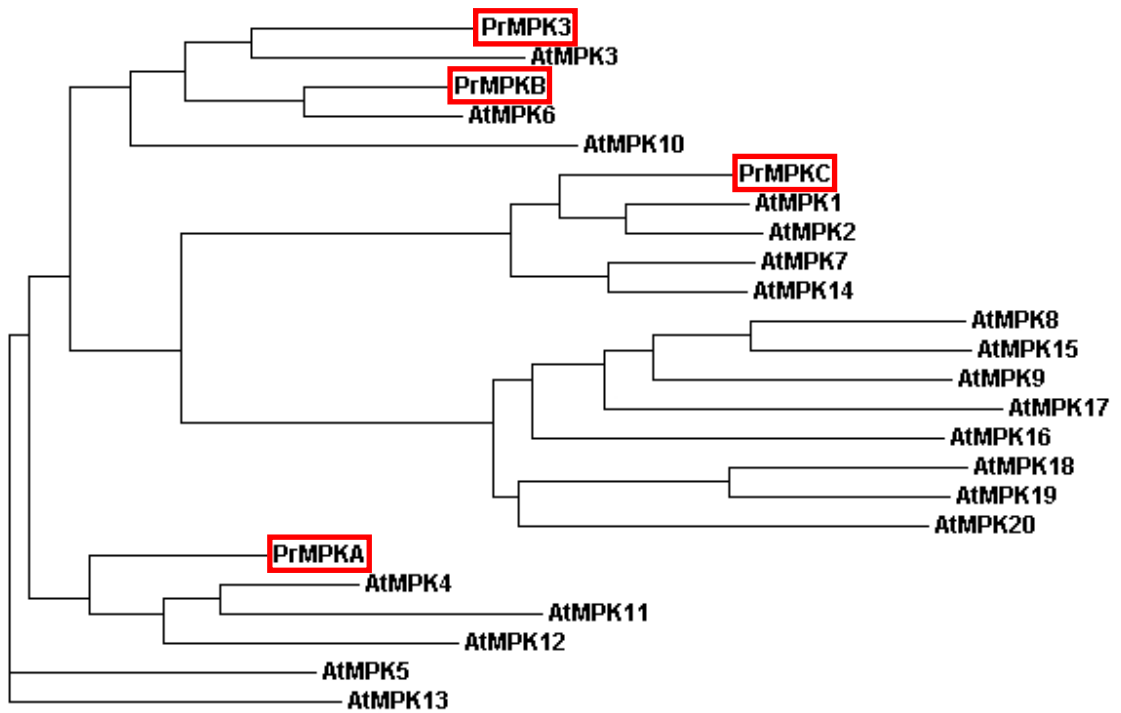 PrMPK3
AtMPK3
PrMPKB
AtMPK6
AtMPK10
PrMPKC
AtMPK1
AtMPK2
AtMPK7
AtMPK14
AtMPK8
AtMPK15
AtMPK9
AtMPK17
AtMPK16
AtMPK18
AtMPK19
AtMPK20
PrMPKA
AtMPK4
AtMPK11
AtMPK12
AtMPK5
AtMPK13